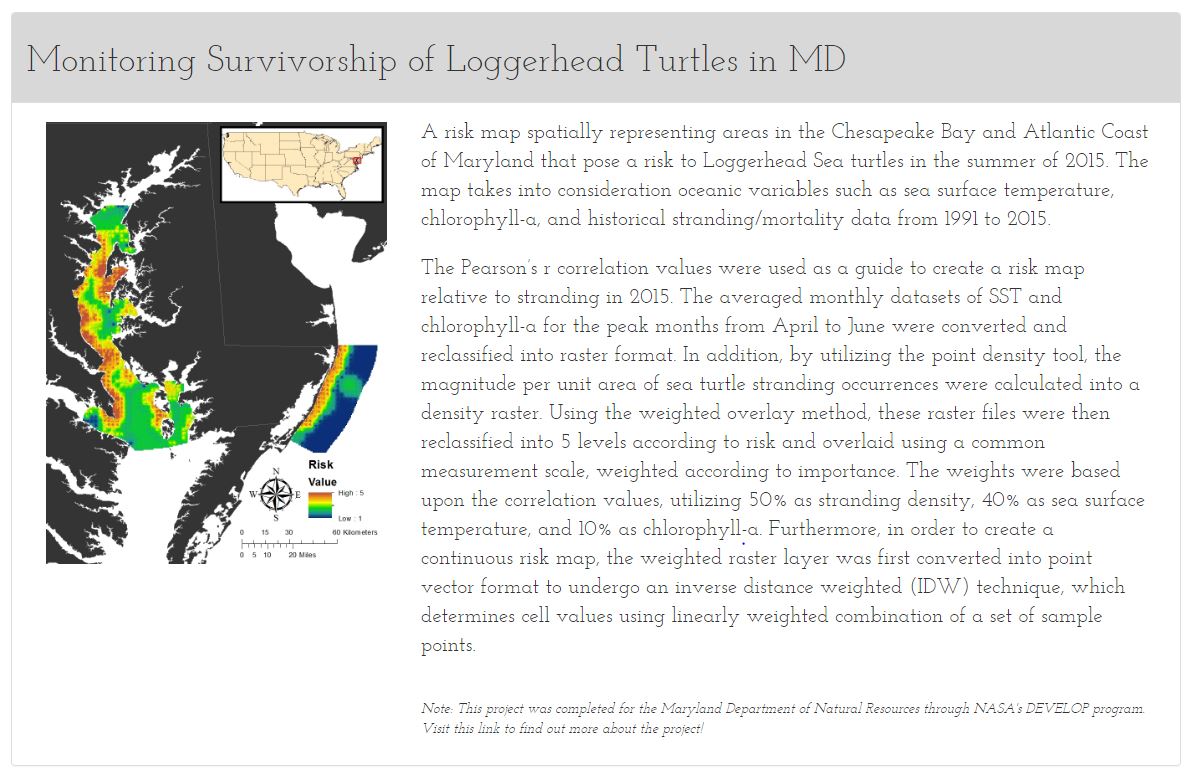 Monitoring Survivorship of Loggerhead Turtles in MD
A risk map spatially representing areas in the Chesapeake Bay and Atlantic Coast
of Maryland that pose a risk to Loggerhead Sea turtles in the summer of 2015. The
map takes into consideration oceanic variables such as sea surface temperature,
chlorophyll-a, and historical stranding/mortality data from 1991 to 2015.
The Pearson's r correlation values were used as a guide to create a risk map
relative to stranding in 2015. The averaged monthly datasets of SST and
chlorophyll-a for the peak months from April to June were converted and
reclassified into raster format. In addition, by utilizing the point density tool, the
magnitude per unit area of sea turtle stranding occurrences were calculated into a
density raster. Using the weighted overlay method, these raster files were then
reclassified into 5 levels according to risk and overlaid using a common
measurement scale, weighted according to importance. The weights were based
upon the correlation values, utilizing 50% as stranding density, 40% as sea surface
temperature, and 10% as chlorophyll-a. Furthermore, in order to create a
continuous risk map, the weighted raster layer was first converted into point
vector format to undergo an inverse distance weighted (IDW) technique, which
determines cell values using linearly weighted combination of a set of sample
points.
Note: This project was completed for the Maryland Department of Natural Resources through NASA's DEVELOP program.
Visit this link to find out more about the project!
Risk
Value
High : 5
Low : 1
N
W E
S
0 15 30 60 Kilometers
0 5 10 20 Miles